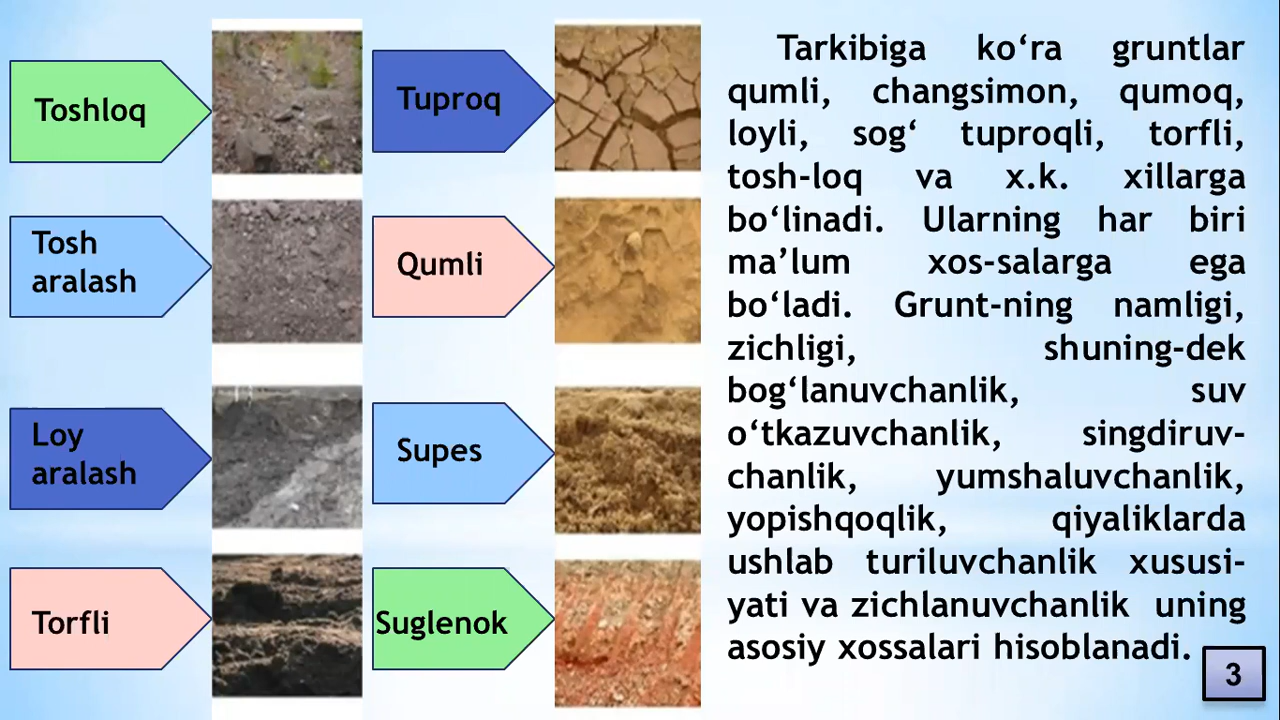 Toshloq
Tosh
aralash
Loy
aralash
Torfli
Tuproq
Qumli
Supes
Suglenok
Tarkibiga ko‘ra gruntlar
qumli, changsimon, qumoq,
loyli, sog‘ tuproqli, torfli,
tosh-loq va x.k. xillarga
bo‘linadi. Ularning har biri
ma’lum xos-salarga ega
bo‘ladi. Grunt-ning namligi,
zichligi, shuning-dek
bog‘lanuvchanlik, suv
o‘tkazuvchanlik, singdiruv-
chanlik, yumshaluvchanlik,
yopishqoqlik, qiyaliklarda
ushlab turiluvchanlik xususi-
yati va zichlanuvchanlik uning
asosiy xossalari hisoblanadi.
3